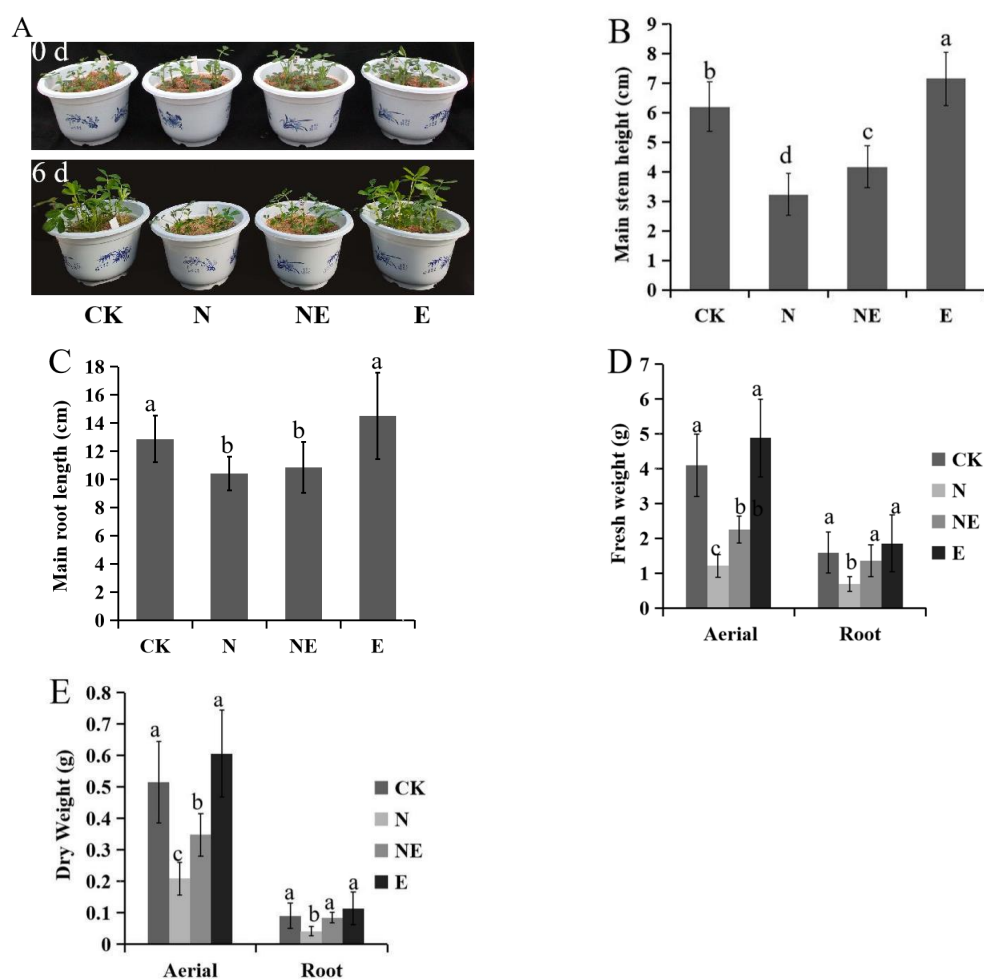 A
0 d
6 d
CK N NE E
B
Main stem height (cm)
9
8
7
6
5
4
3
2
1
0
b
d
c
a
CK N NE E
C
Main root length (cm)
18
16
14
12
10
8
6
4
2
0
a
b
b
a
CK N NE E
D
Fresh weight (g)
7
6
5
4
3
2
1
0
a
c
b b
a
a
b
a
a
Aerial Root
CK
N
NE
E
E
Dry Weight (g)
0.8
0.7
0.6
0.5
0.4
0.3
0.2
0.1
0
a
c
b
a
a
b
a
a
Aerial Root
CK
N
NE
E